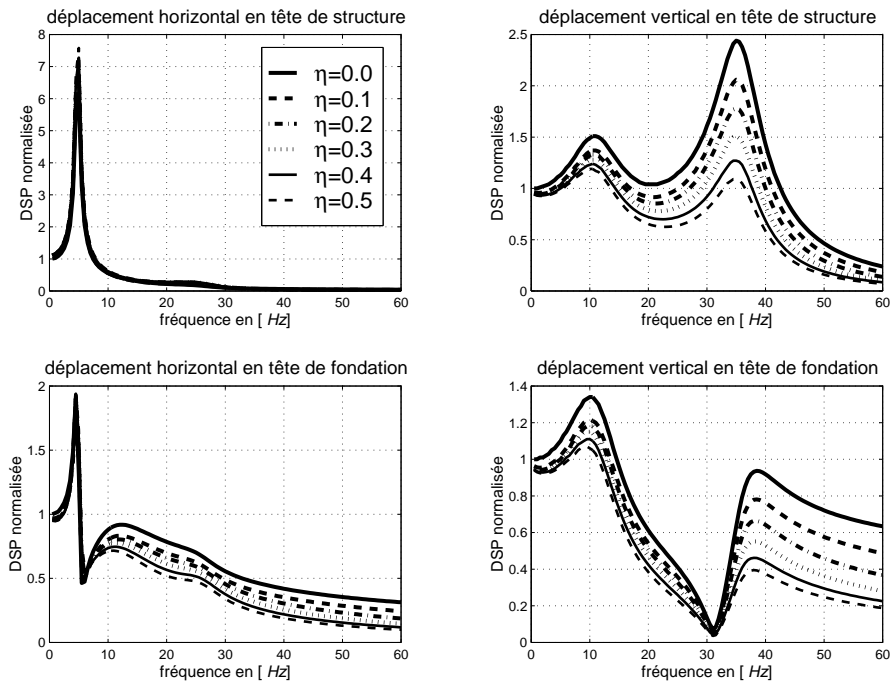 déplacement horizontal en tête de structure
8
7
6
5
4
3
2
1
0
DSP normalisée
η=0.0
η=0.1
η=0.2
η=0.3
η=0.4
η=0.5
0 10 20 30 40 50 60
fréquence en [ Hz]
déplacement vertical en tête de structure
2.5
2
1.5
1
0.5
0
DSP normalisée
0 10 20 30 40 50 60
fréquence en [ Hz]
déplacement horizontal en tête de fondation
2
1.5
1
0.5
0
DSP normalisée
0 10 20 30 40 50 60
fréquence en [ Hz]
déplacement vertical en tête de fondation
1.4
1.2
1
0.8
0.6
0.4
0.2
0
DSP normalisée
0 10 20 30 40 50 60
fréquence en [ Hz]